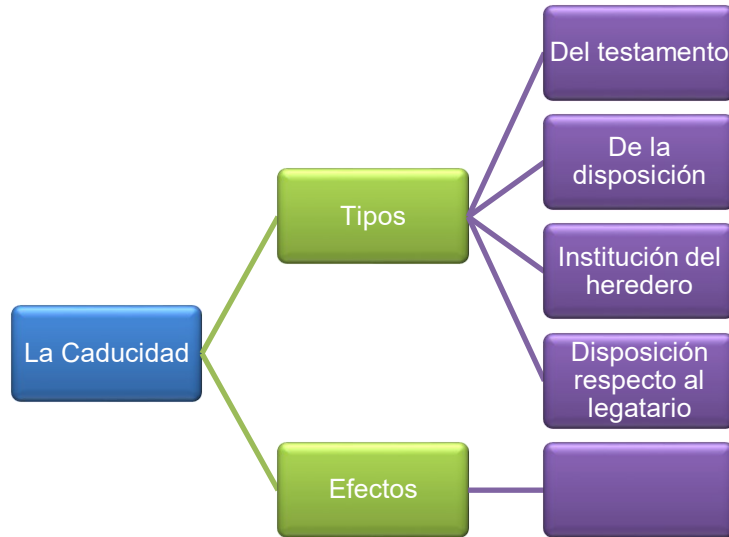 La Caducidad
Tipos
Del testamento
De la
disposición
Institución del
heredero
Disposición
respecto al
legatario
Efectos